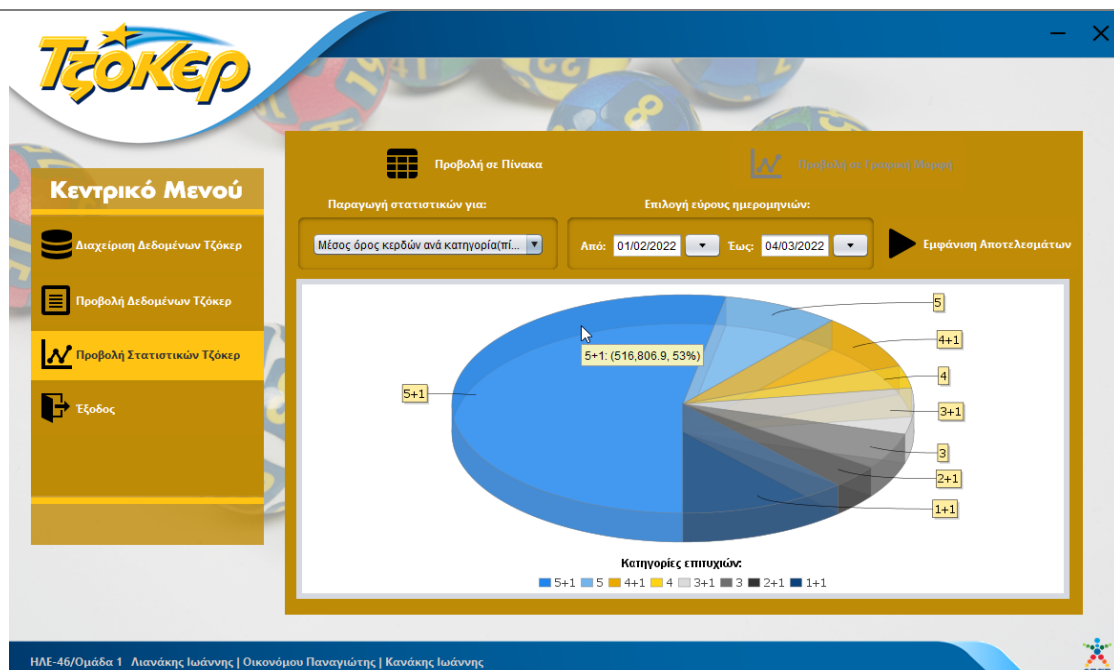 Τζόκερ
Κεντρικό Μενού
Διαχείριση Δεδομένων Τζόκερ
Προβολή Δεδομένων Τζόκερ
Προβολή Στατιστικών Τζόκερ
Έξοδος
Προβολή σε Πίνακα
Προβολή σε Γραφική Μορφή
Παραγωγή στατιστικών για:
Επιλογή εύρους ημερομηνιών:
Μέσος όρος κερδών ανά κατηγορία(πί...
Από: 01/02/2022 Έως: 04/03/2022
Εμφάνιση Αποτελεσμάτων
5
4+1
5+1: (516,806.9, 53%)
4
5+1
3+1
3
2+1
1+1
Κατηγορίες επιτυχιών:
5+1 5 4+1 4 3+1 3 2+1 1+1
ΗΛΕ-46/Ομάδα 1 Λιανάκης Ιωάννης | Οικονόμου Παναγιώτης | Κανάκης Ιωάννης